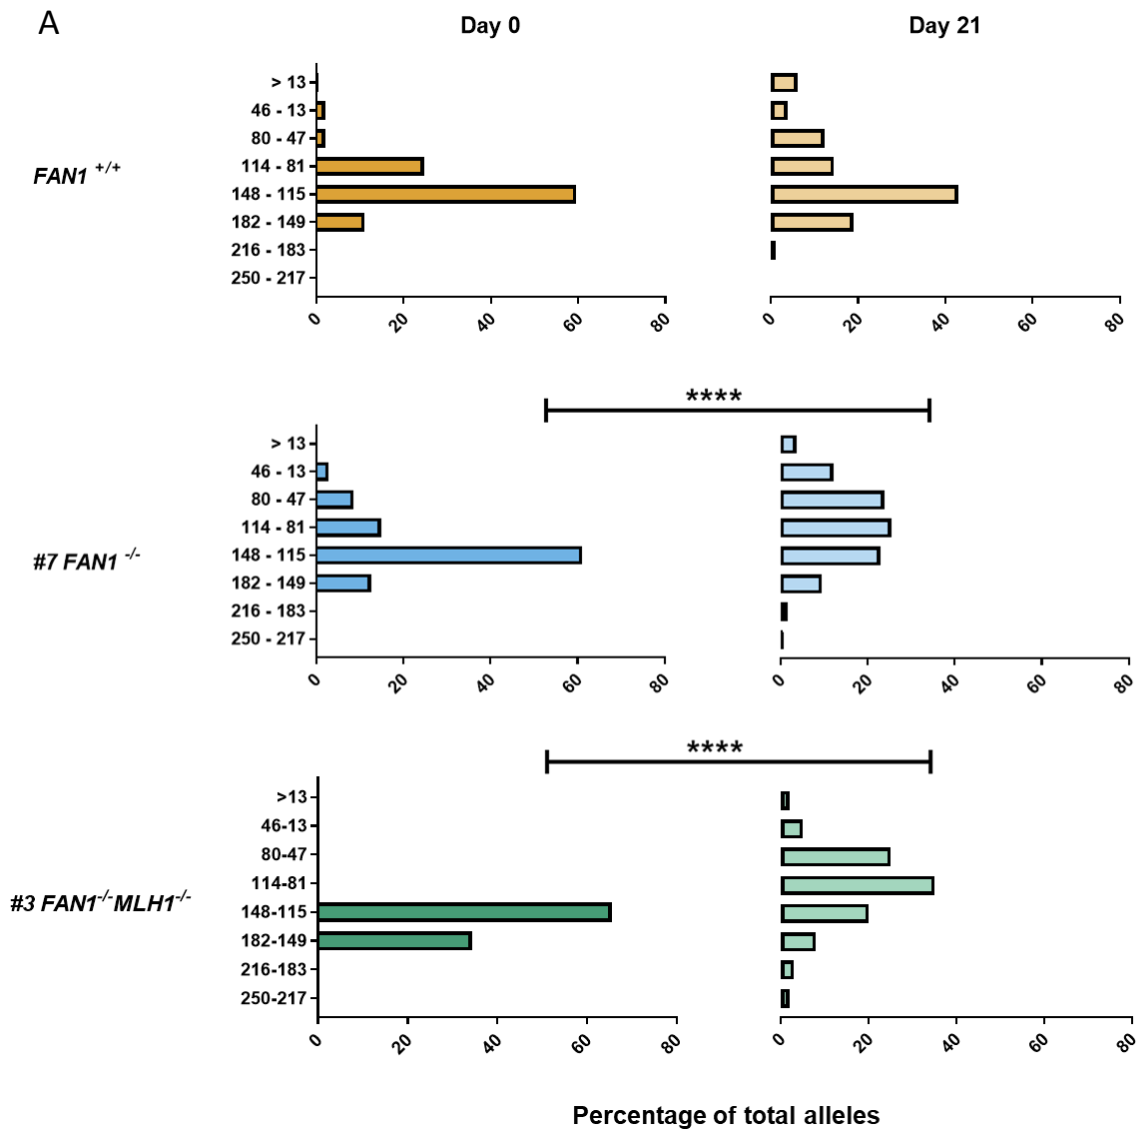 A
Day 0
Day 21
FAN1 +/+
> 13
46 - 13
80 - 47
114 - 81
148 - 115
182 - 149
216 - 183
250 - 217
0 20 40 60 80
0 20 40 60 80
****
#7 FAN1 -/-
> 13
46 - 13
80 - 47
114 - 81
148 - 115
182 - 149
216 - 183
250 - 217
0 20 40 60 80
0 20 40 60 80
****
#3 FAN1-/-MLH1-/-
>13
46-13
80-47
114-81
148-115
182-149
216-183
250-217
0 20 40 60 80
0 20 40 60 80
Percentage of total alleles